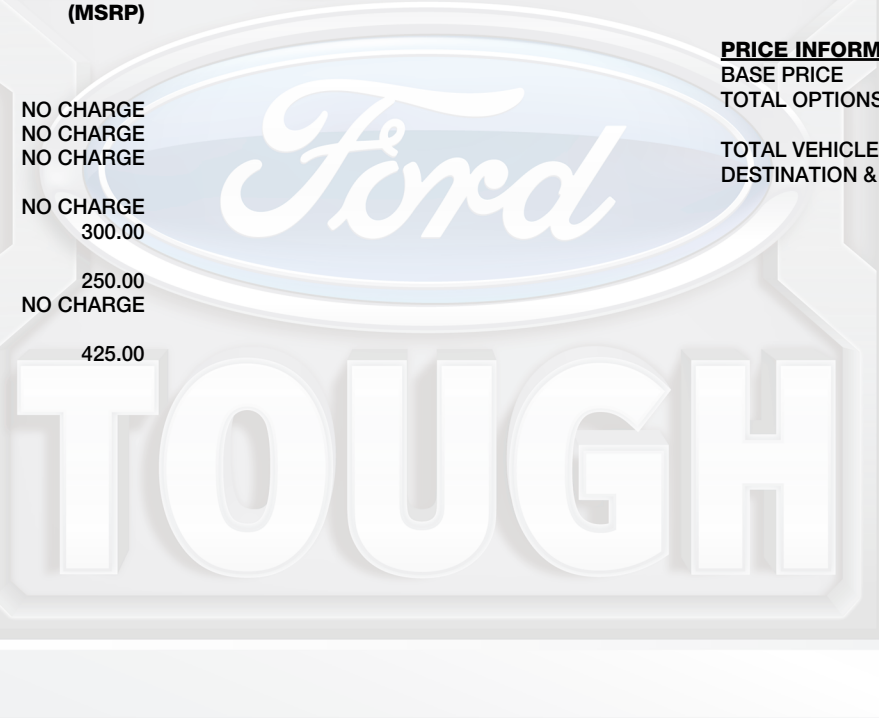 (MSRP)
NO CHARGE
NO CHARGE
NO CHARGE
NO CHARGE
300.00
250.00
NO CHARGE
425.00
PRICE INFORM
BASE PRICE
TOTAL OPTIONS
TOTAL VEHICLE
DESTINATION &
Ford
TOUGH